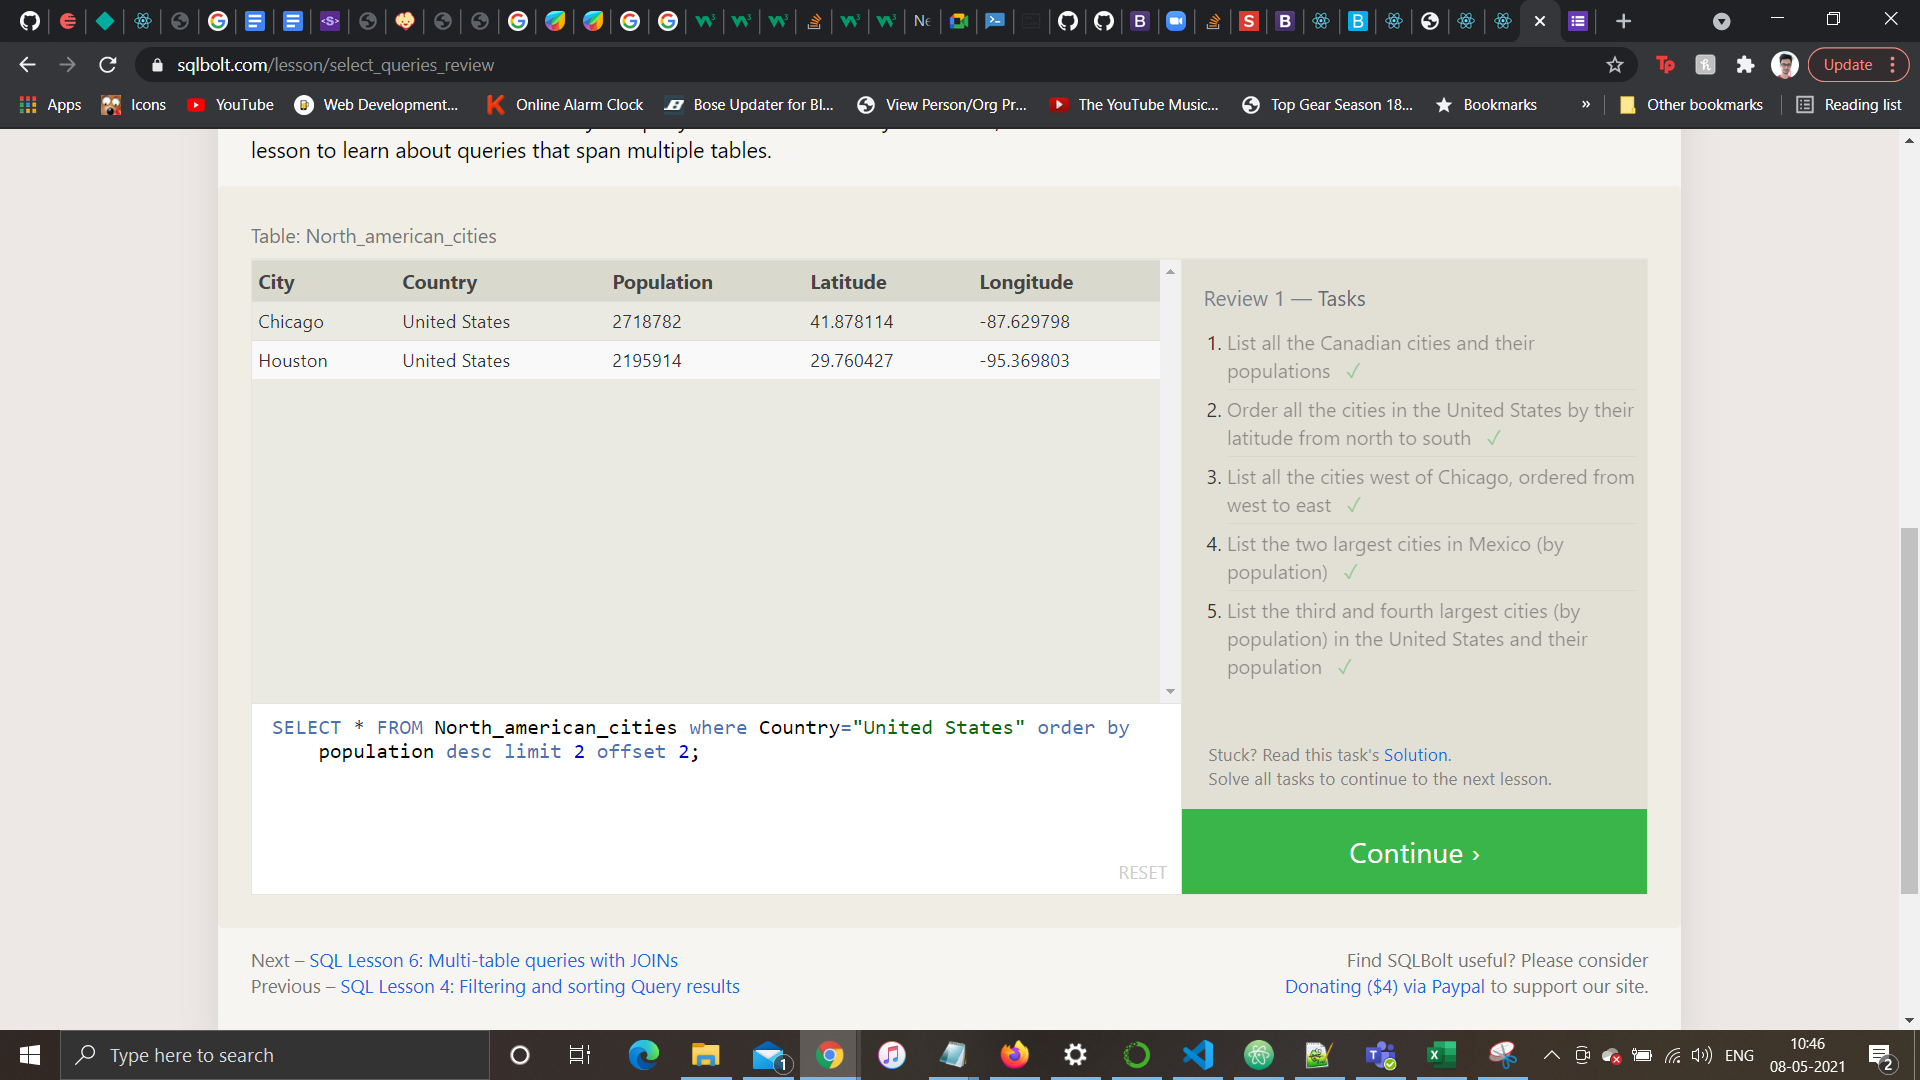 Ne
sqlbolt.com/lesson/select_queries_review
Update
Apps
Icons
YouTube
Web Development...
Online Alarm Clock
Bose Updater for Bl...
View Person/Org Pr...
The YouTube Music...
Top Gear Season 18...
Bookmarks
»
Other bookmarks
Reading list
lesson to learn about queries that span multiple tables.
Table: North_american_cities
City Country Population Latitude Longitude
Chicago United States 2718782 41.878114 -87.629798
Houston United States 2195914 29.760427 -95.369803
SELECT * FROM North_american_cities where Country="United States" order by
population desc limit 2 offset 2;
RESET
Review 1 — Tasks
1. List all the Canadian cities and their
populations ✓
2. Order all the cities in the United States by their
latitude from north to south ✓
3. List all the cities west of Chicago, ordered from
west to east ✓
4. List the two largest cities in Mexico (by
population) ✓
5. List the third and fourth largest cities (by
population) in the United States and their
population ✓
Stuck? Read this task's Solution.
Solve all tasks to continue to the next lesson.
Continue ›
Next – SQL Lesson 6: Multi-table queries with JOINs
Previous – SQL Lesson 4: Filtering and sorting Query results
Find SQLBolt useful? Please consider
Donating ($4) via Paypal to support our site.
Type here to search
1
ENG
10:46
08-05-2021
2